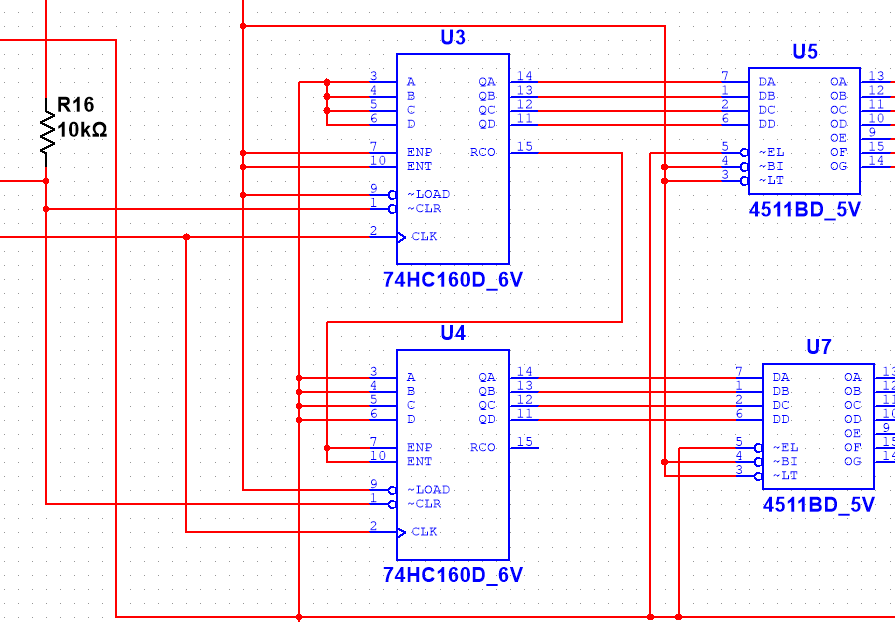 R16
10kΩ
U3
3 A QA 14
4 B QB 13
5 C QC 12
6 D QD 11
7 ENP RCO 15
10 ENT
9 ~LOAD
1 ~CLR
2 CLK
74HC160D_6V
U5
7 DA OA 13
1 DB OB 12
2 DC OC 11
6 DD OD 10
OE 9
5 ~EL OF 15
4 ~BI OG 14
3 ~LT
4511BD_5V
U4
3 A QA 14
4 B QB 13
5 C QC 12
6 D QD 11
7 ENP RCO 15
10 ENT
9 ~LOAD
1 ~CLR
2 CLK
74HC160D_6V
U7
7 DA OA 13
1 DB OB 12
2 DC OC 11
6 DD OD 10
OE 9
5 ~EL OF 15
4 ~BI OG 14
3 ~LT
4511BD_5V